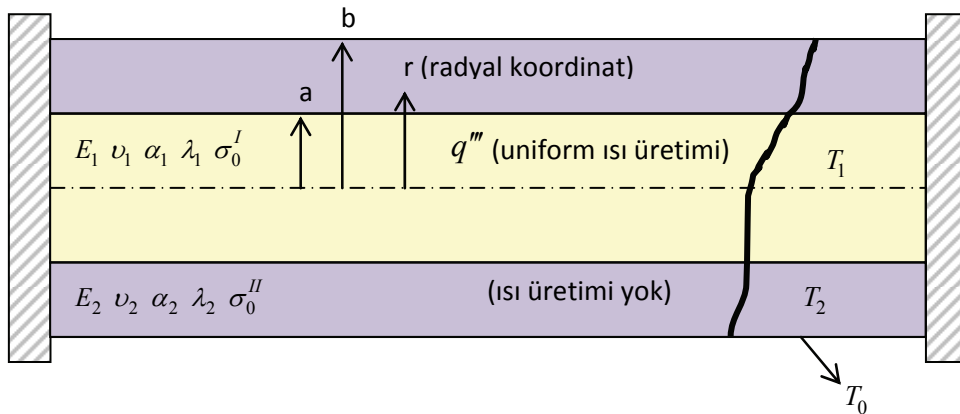 b
r (radyal koordinat)
a
E₁ υ₁ α₁ λ₁ σ₀ᴵ
q‴ (uniform ısı üretimi)
T₁
E₂ υ₂ α₂ λ₂ σ₀ᴵᴵ
(ısı üretimi yok)
T₂
T₀